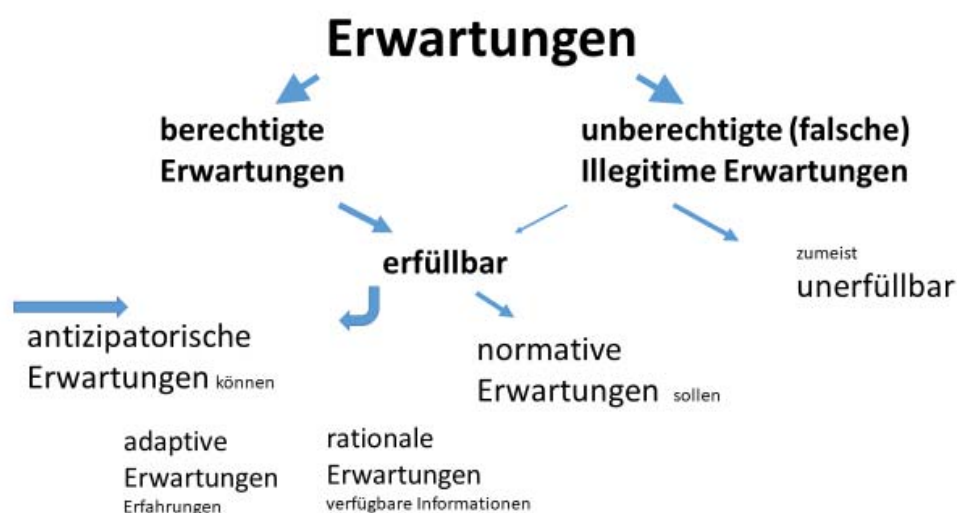 Erwartungen
berechtigte
Erwartungen
unberechtigte (falsche)
Illegitime Erwartungen
erfüllbar
zumeist
unerfüllbar
antizipatorische
Erwartungen können
normative
Erwartungen sollen
adaptive
Erwartungen
Erfahrungen
rationale
Erwartungen
verfügbare Informationen